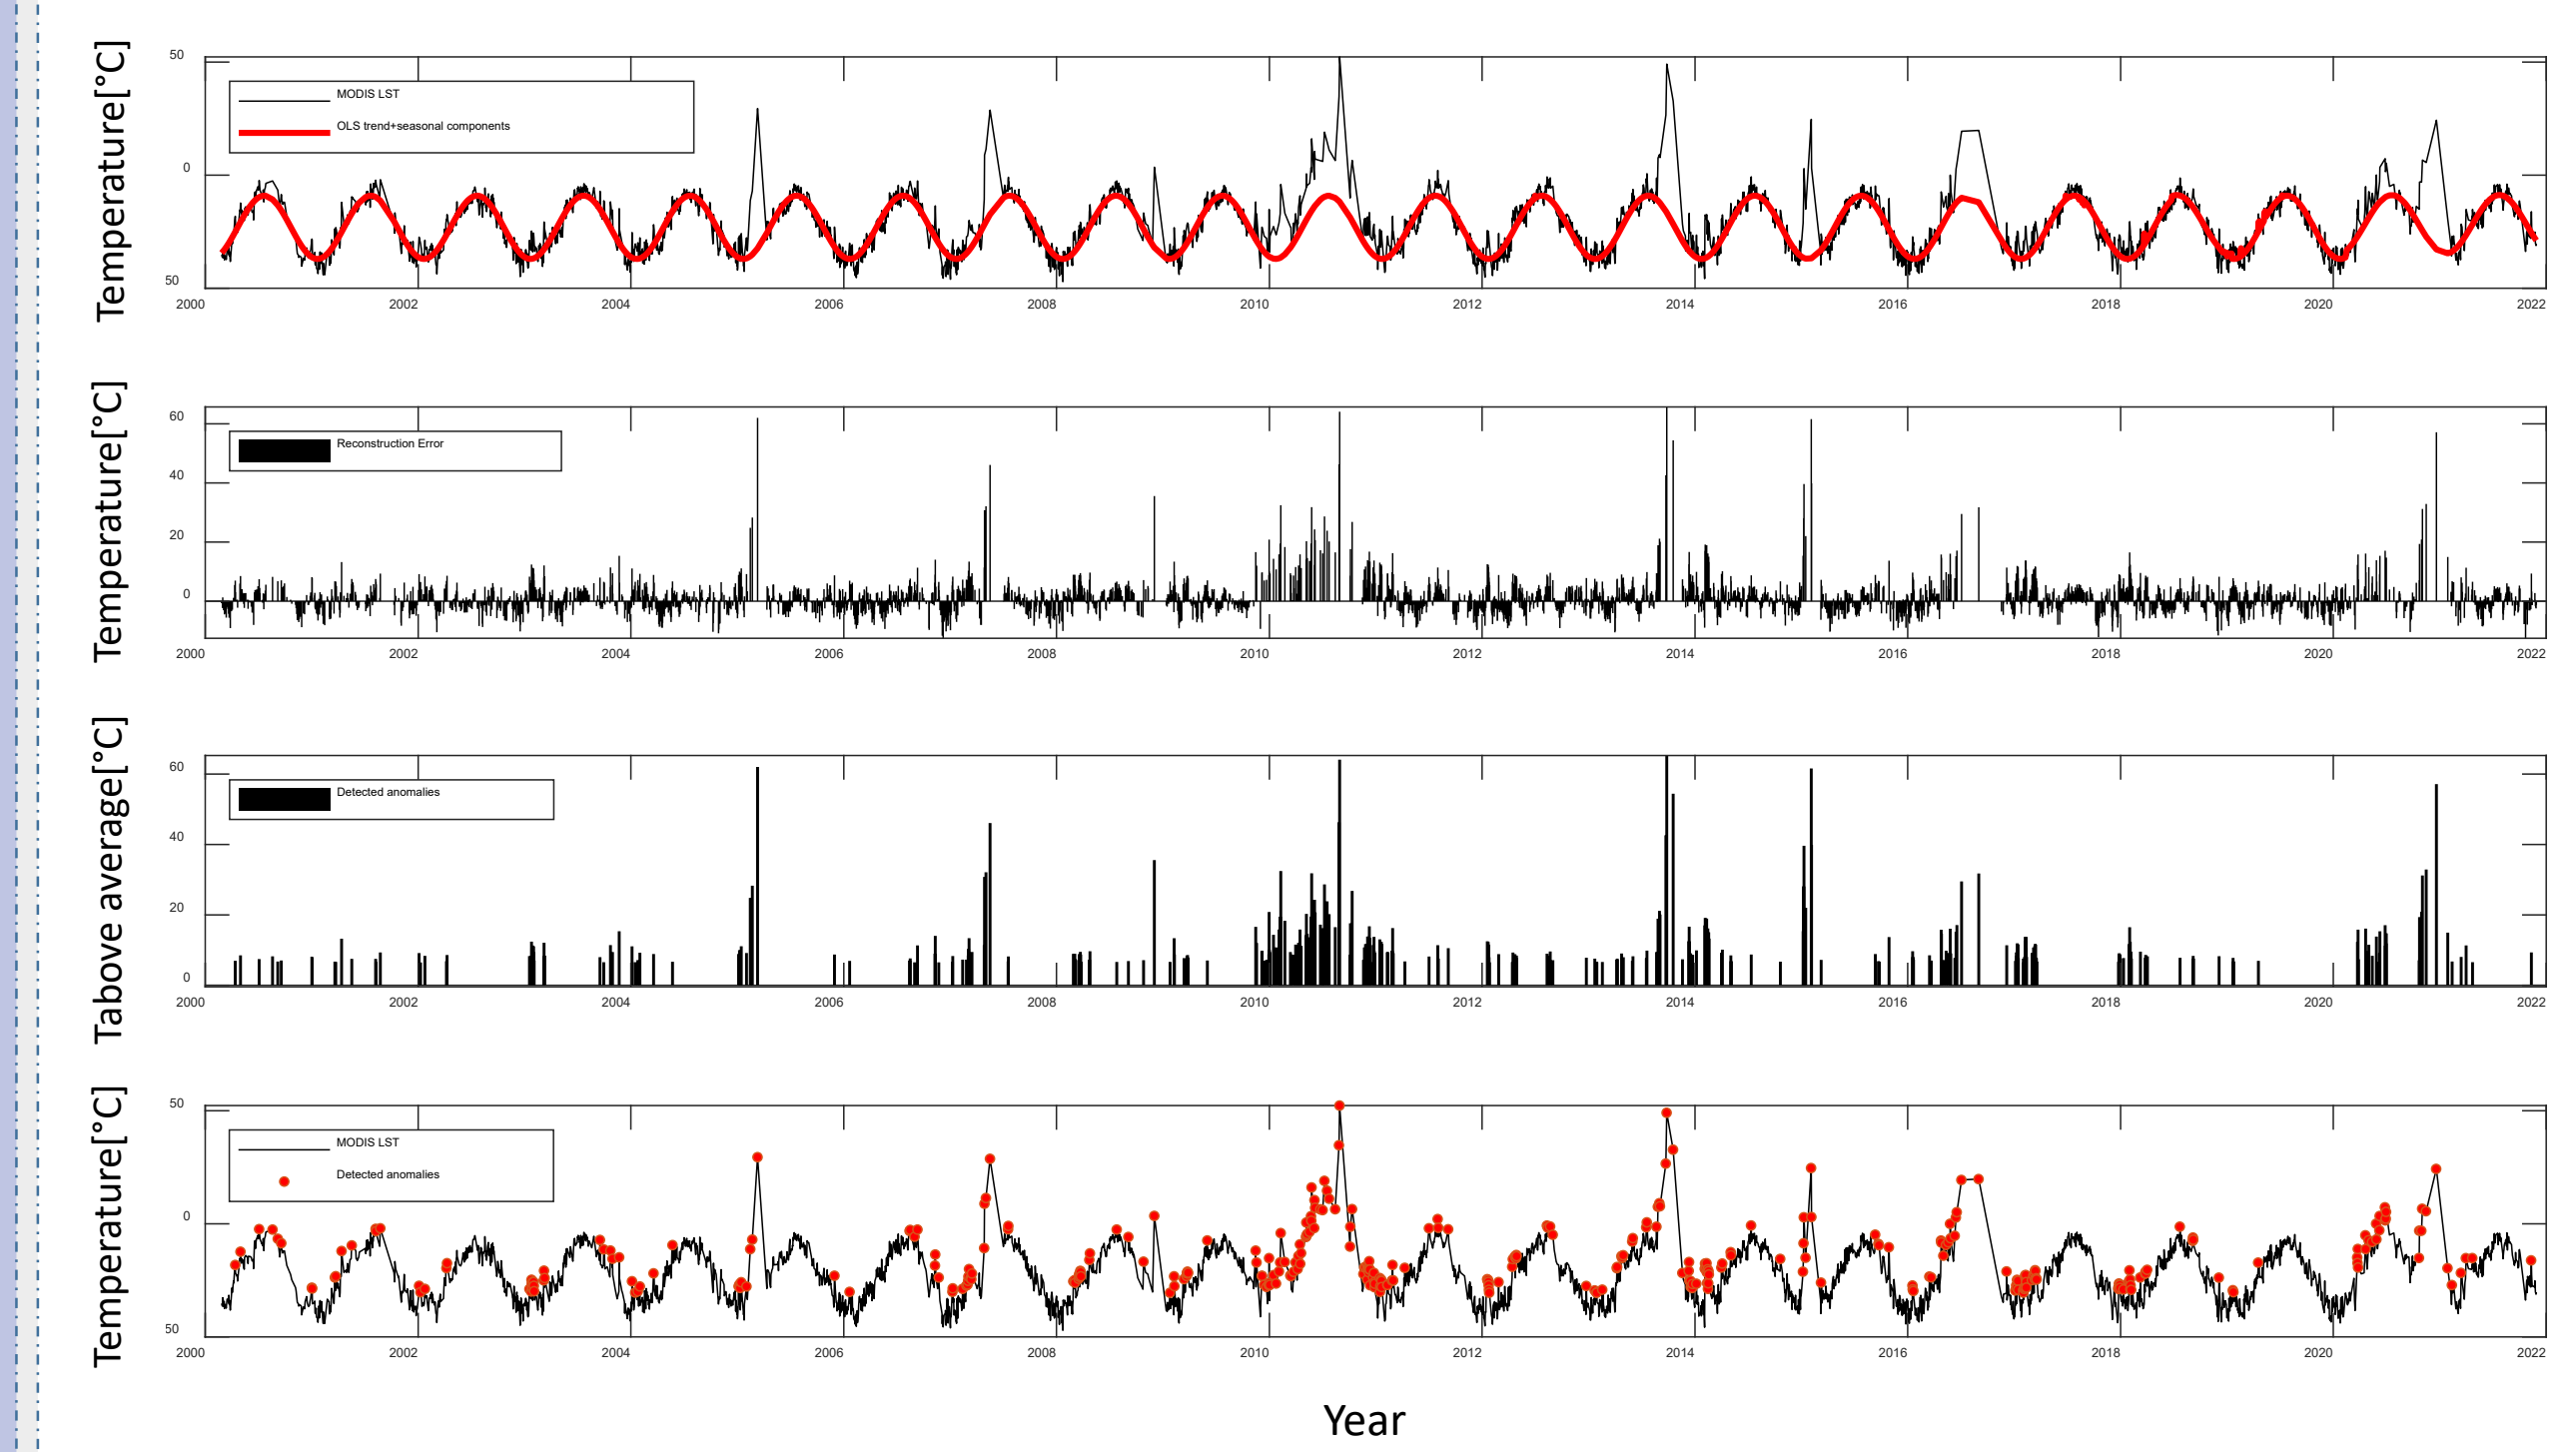 Temperature[°C]
50
0
50
MODIS LST
OLS trend+seasonal components
2000 2002 2004 2006 2008 2010 2012 2014 2016 2018 2020 2022
Temperature[°C]
60
40
20
0
Reconstruction Error
2000 2002 2004 2006 2008 2010 2012 2014 2016 2018 2020 2022
Tabove average[°C]
60
40
20
0
Detected anomalies
2000 2002 2004 2006 2008 2010 2012 2014 2016 2018 2020 2022
Temperature[°C]
50
0
50
MODIS LST
Detected anomalies
2000 2002 2004 2006 2008 2010 2012 2014 2016 2018 2020 2022
Year